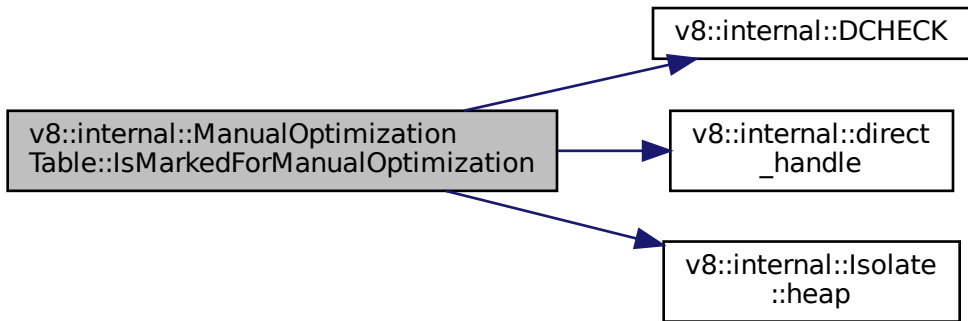 v8::internal::DCHECK
v8::internal::ManualOptimization
Table::IsMarkedForManualOptimization
v8::internal::direct
_handle
v8::internal::Isolate
::heap